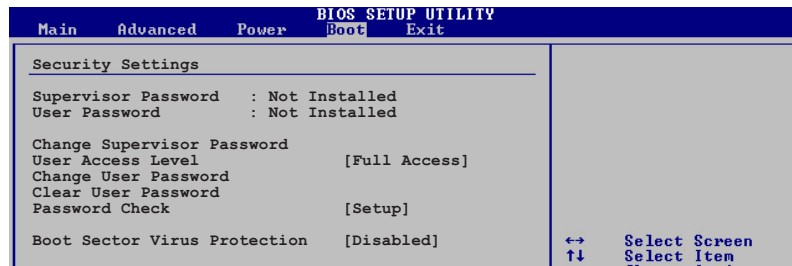 BIOS SETUP UTILITY
Main Advanced Power Boot Exit
Security Settings
Supervisor Password : Not Installed
User Password : Not Installed
Change Supervisor Password
User Access Level [Full Access]
Change User Password
Clear User Password
Password Check [Setup]
Boot Sector Virus Protection [Disabled]
↔ Select Screen
↑↓ Select Item